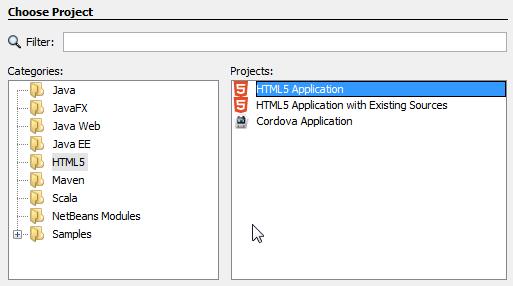 Choose Project
Filter:
Categories:
Java
JavaFX
Java Web
Java EE
HTML5
Maven
Scala
NetBeans Modules
Samples
Projects:
HTML5 Application
HTML5 Application with Existing Sources
Cordova Application